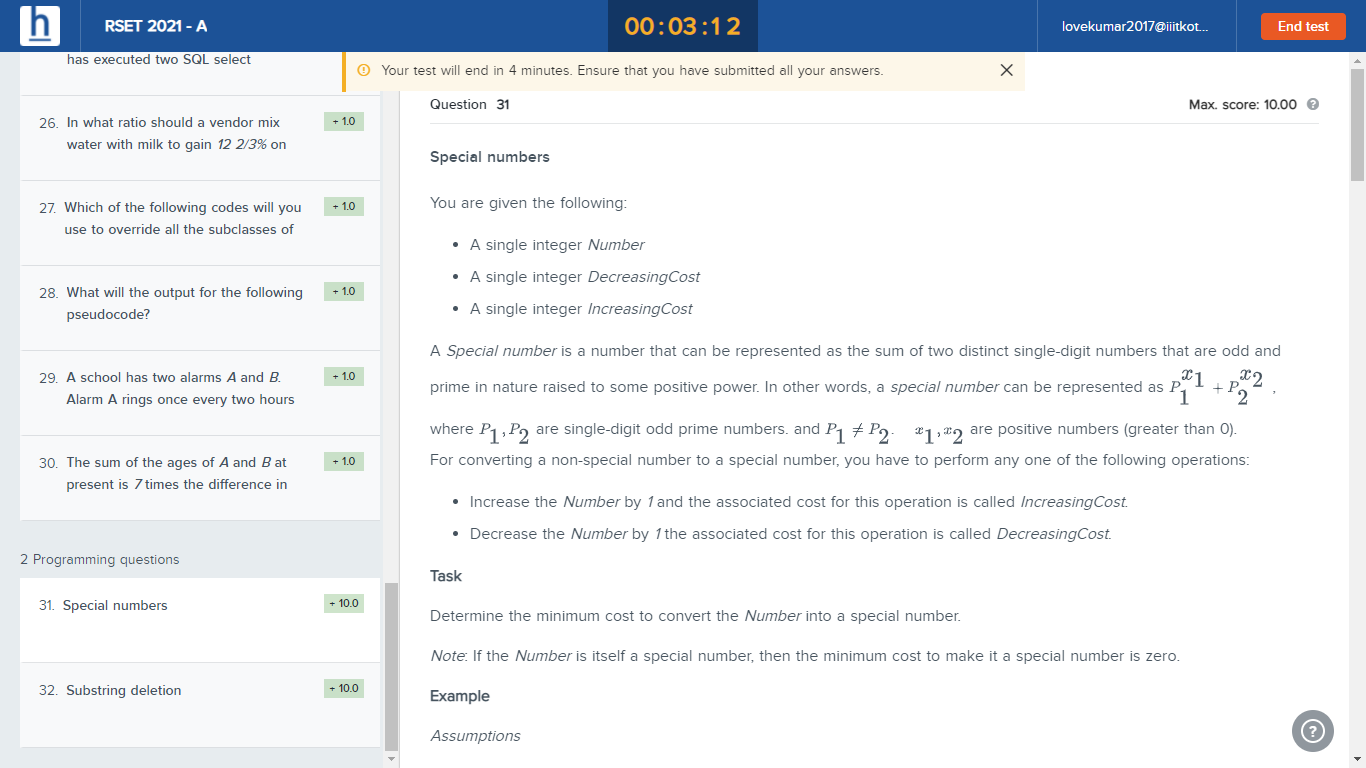 h
RSET 2021 - A
00:03:12
lovekumar2017@iiitkot...
End test
Your test will end in 4 minutes. Ensure that you have submitted all your answers.
has executed two SQL select
26. In what ratio should a vendor mix
water with milk to gain 12 2/3% on
+ 1.0
27. Which of the following codes will you
use to override all the subclasses of
+ 1.0
28. What will the output for the following
pseudocode?
+ 1.0
29. A school has two alarms A and B.
Alarm A rings once every two hours
+ 1.0
30. The sum of the ages of A and B at
present is 7 times the difference in
+ 1.0
2 Programming questions
31. Special numbers
+ 10.0
32. Substring deletion
+ 10.0
Question 31
Max. score: 10.00
Special numbers
You are given the following:
• A single integer Number
• A single integer DecreasingCost
• A single integer IncreasingCost
A Special number is a number that can be represented as the sum of two distinct single-digit numbers that are odd and
prime in nature raised to some positive power. In other words, a special number can be represented as P_1^{x1} + P_2^{x2} ,
where P_1, P_2 are single-digit odd prime numbers. and P_1 ≠ P_2. x_1, x_2 are positive numbers (greater than 0).
For converting a non-special number to a special number, you have to perform any one of the following operations:
• Increase the Number by 1 and the associated cost for this operation is called IncreasingCost.
• Decrease the Number by 1 the associated cost for this operation is called DecreasingCost.
Task
Determine the minimum cost to convert the Number into a special number.
Note: If the Number is itself a special number, then the minimum cost to make it a special number is zero.
Example
Assumptions